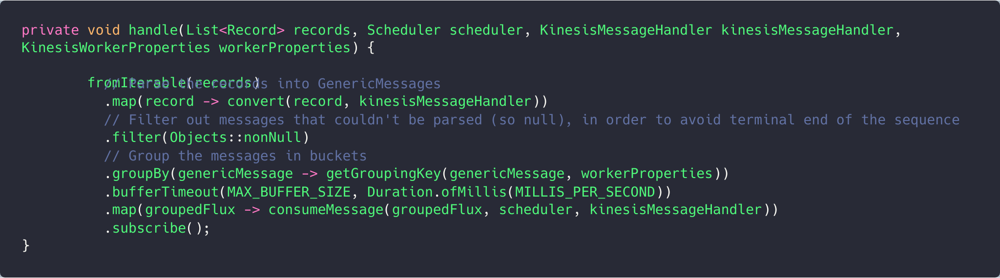 private void handle(List<Record> records, Scheduler scheduler, KinesisMessageHandler kinesisMessageHandler,
KinesisWorkerProperties workerProperties) {
fromIterable(records)
// Parse the records into GenericMessages
.map(record -> convert(record, kinesisMessageHandler))
// Filter out messages that couldn't be parsed (so null), in order to avoid terminal end of the sequence
.filter(Objects::nonNull)
// Group the messages in buckets
.groupBy(genericMessage -> getGroupingKey(genericMessage, workerProperties))
.bufferTimeout(MAX_BUFFER_SIZE, Duration.ofMillis(MILLIS_PER_SECOND))
.map(groupedFlux -> consumeMessage(groupedFlux, scheduler, kinesisMessageHandler))
.subscribe();
}